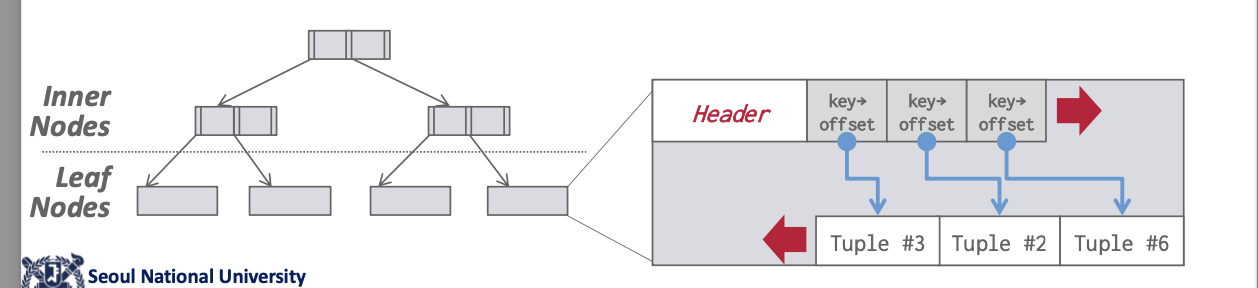 Inner
Nodes
Leaf
Nodes
Header
key→
offset
key→
offset
key→
offset
Tuple #3
Tuple #2
Tuple #6
Seoul National University